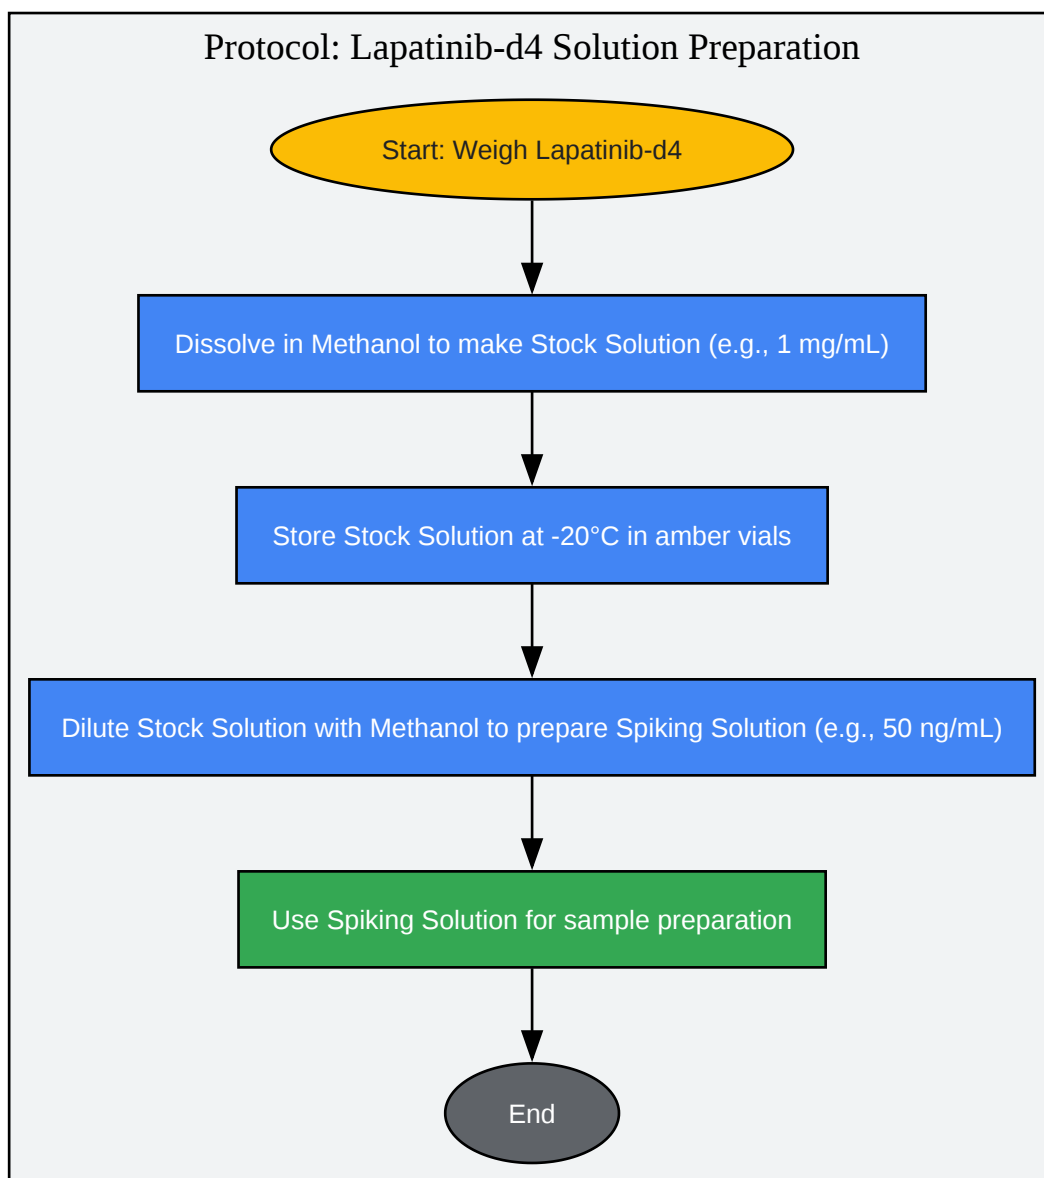 Protocol: Lapatinib-d4 Solution Preparation
Start: Weigh Lapatinib-d4
Dissolve in Methanol to make Stock Solution (e.g., 1 mg/mL)
Store Stock Solution at -20°C in amber vials
Dilute Stock Solution with Methanol to prepare Spiking Solution (e.g., 50 ng/mL)
Use Spiking Solution for sample preparation
End